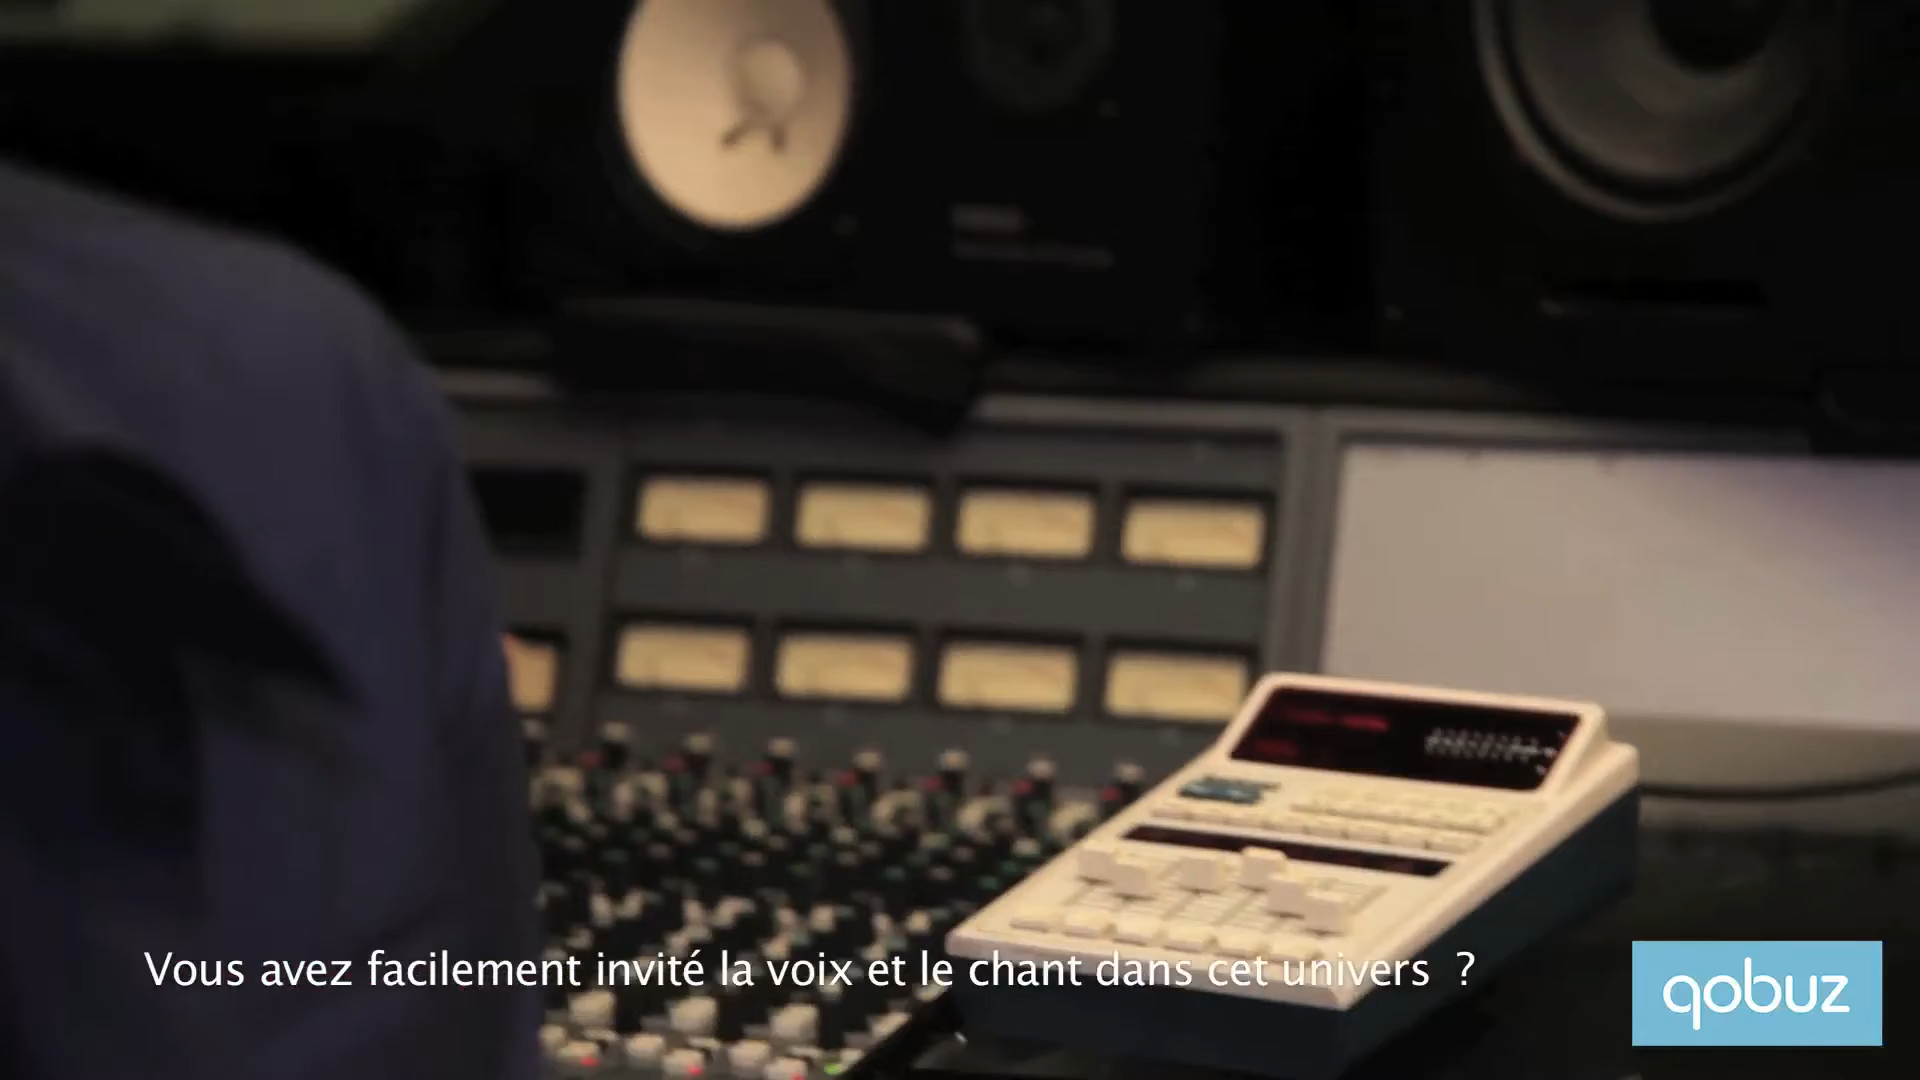 Vous avez facilement invité la voix et le chant dans cet univers ?
qobuz